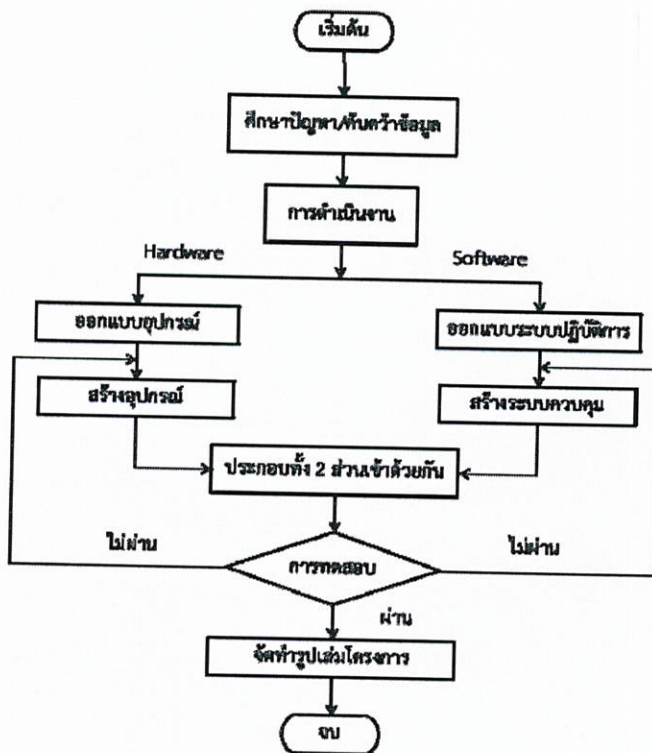 เริ่มต้น
ศึกษาปัญหา/ค้นคว้าข้อมูล
การดำเนินงาน
Hardware
Software
ออกแบบอุปกรณ์
ออกแบบระบบปฏิบัติการ
สร้างอุปกรณ์
สร้างระบบควบคุม
ประกอบทั้ง 2 ส่วนเข้าด้วยกัน
ไม่ผ่าน
การทดสอบ
ไม่ผ่าน
ผ่าน
จัดทำรูปเล่มโครงการ
จบ